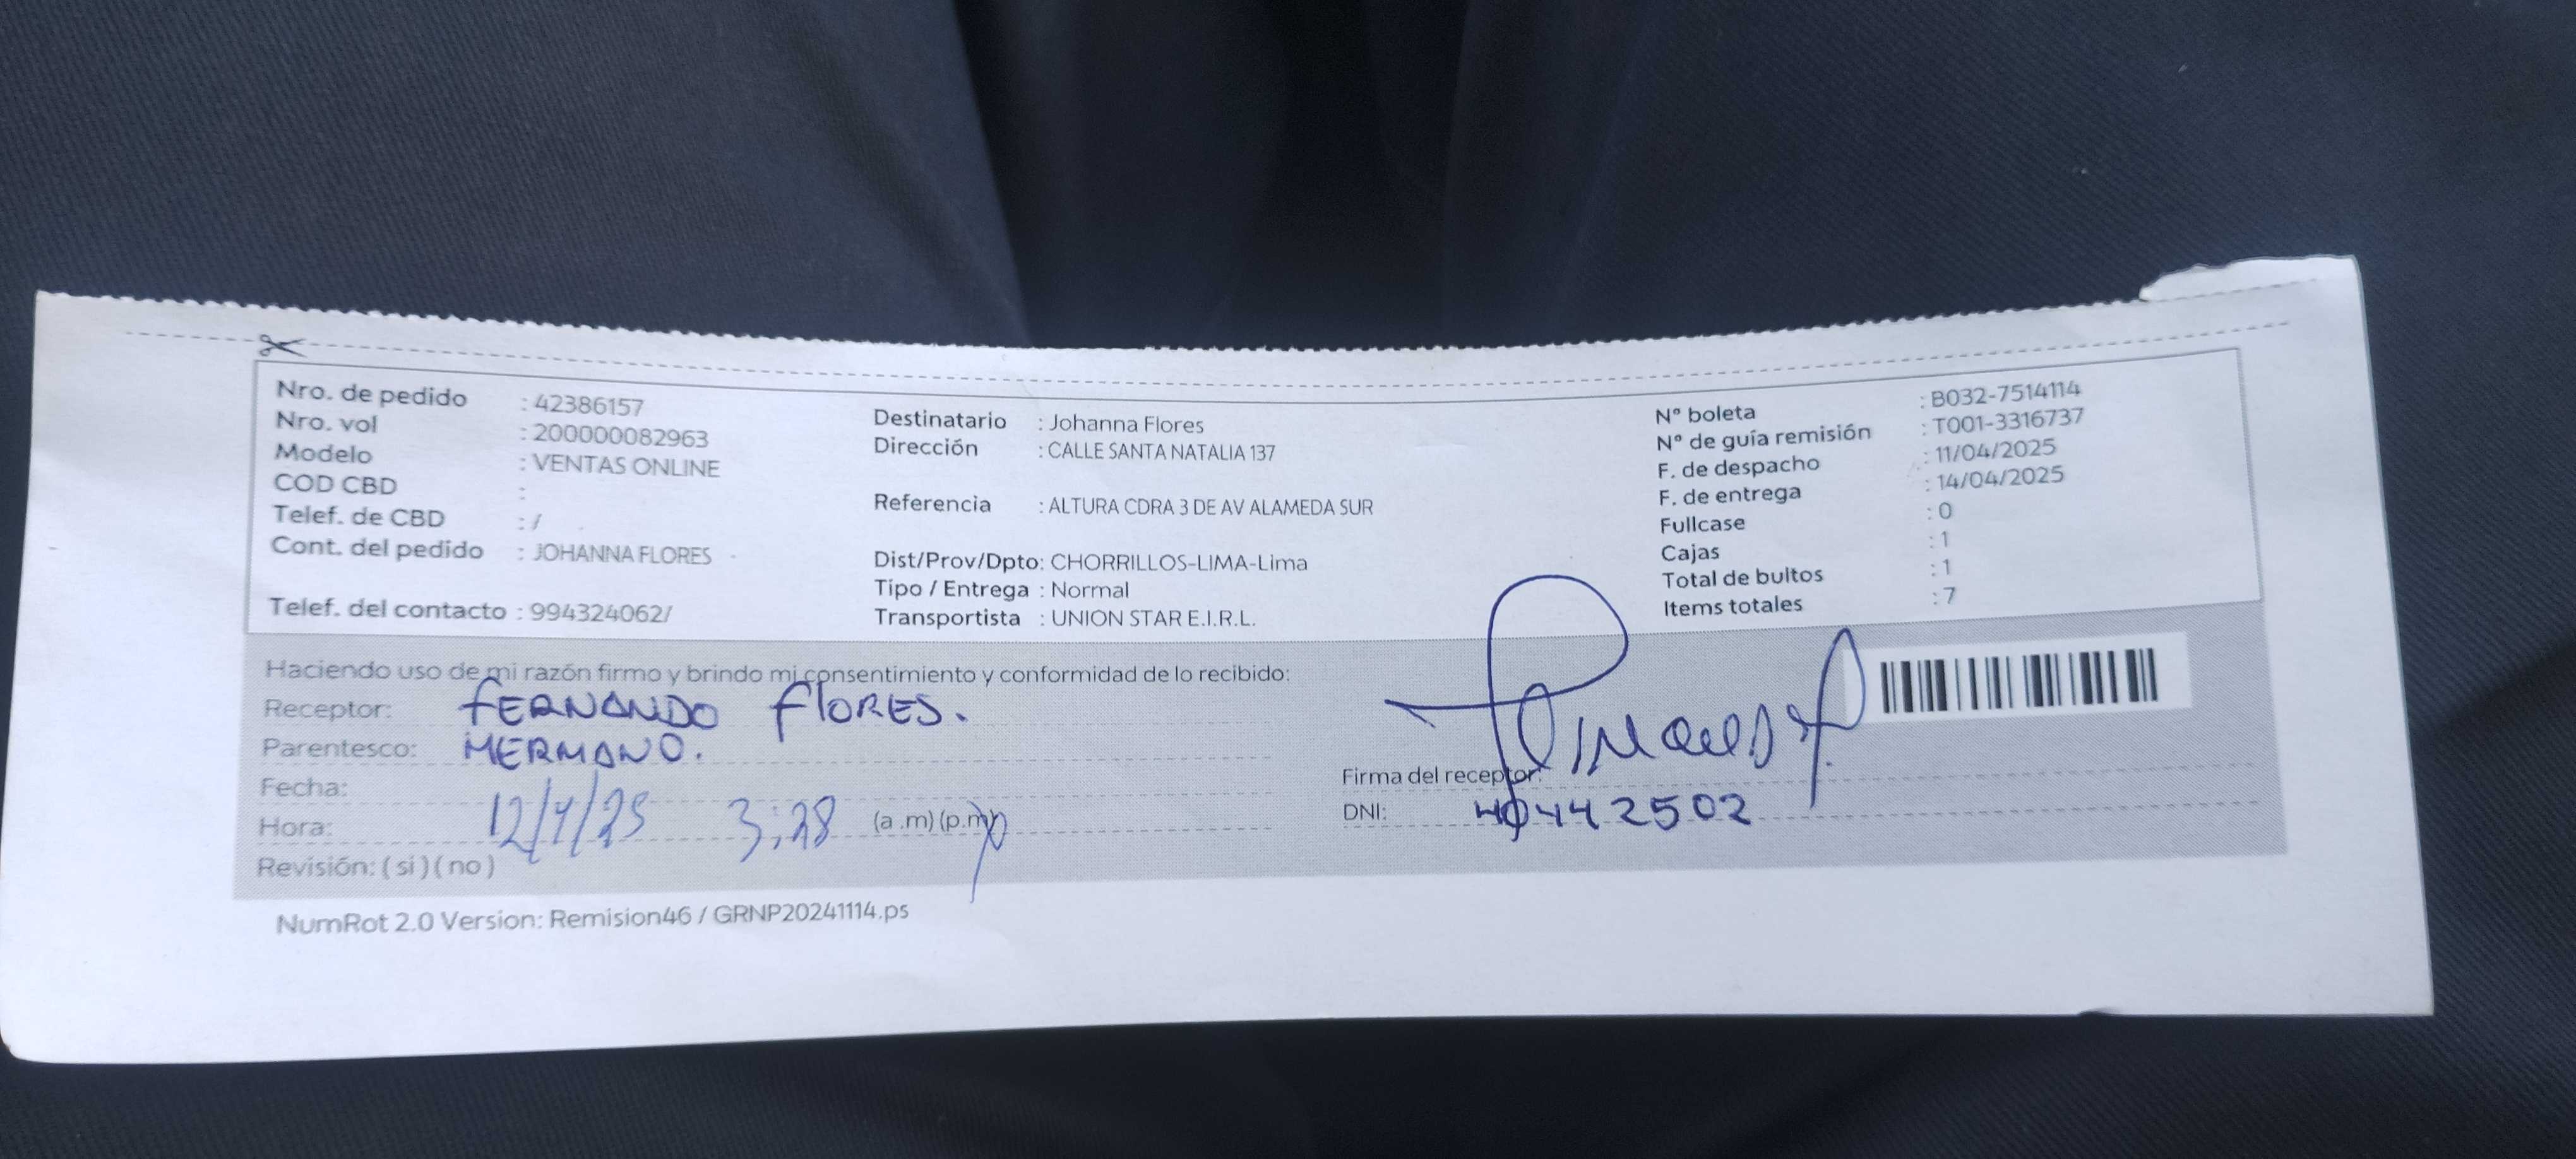 Nro. de pedido : 42386157
Nro. vol : 200000082963
Modelo : VENTAS ONLINE
COD CBD :
Telef. de CBD : /
Cont. del pedido : JOHANNA FLORES
Telef. del contacto : 994324062/
Destinatario : Johanna Flores
Dirección : CALLE SANTA NATALIA 137
Referencia : ALTURA CDRA 3 DE AV ALAMEDA SUR
Dist/Prov/Dpto: CHORRILLOS-LIMA-Lima
Tipo / Entrega : Normal
Transportista : UNION STAR E.I.R.L.
Nº boleta : B032-7514114
Nº de guía remisión : T001-3316737
F. de despacho : 11/04/2025
F. de entrega : 14/04/2025
Fullcase : 0
Cajas : 1
Total de bultos : 1
Items totales : 7
Haciendo uso de mi razón firmo y brindo mi consentimiento y conformidad de lo recibido:
Receptor: FERNANDO FLORES.
Parentesco: HERMANO.
Fecha: 12/4/25
Hora: 3:28 (a .m) (p.m)
Revisión: ( si ) ( no )
Firma del receptor:
DNI: 40442502
NumRot 2.0 Version: Remision46 / GRNP20241114.ps